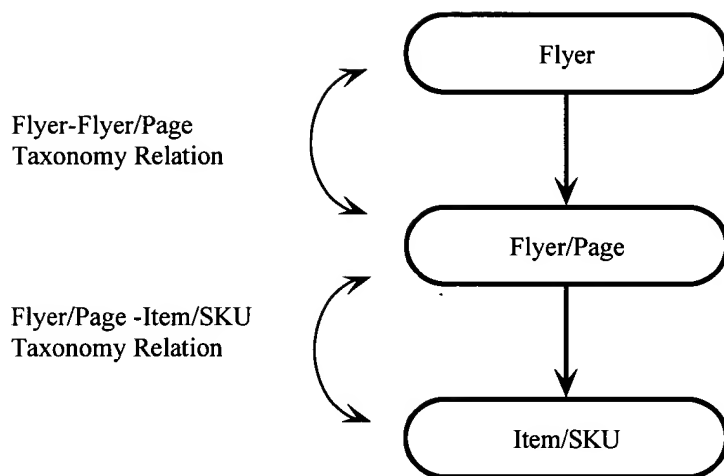 Flyer
Flyer-Flyer/Page
Taxonomy Relation
Flyer/Page
Flyer/Page -Item/SKU
Taxonomy Relation
Item/SKU